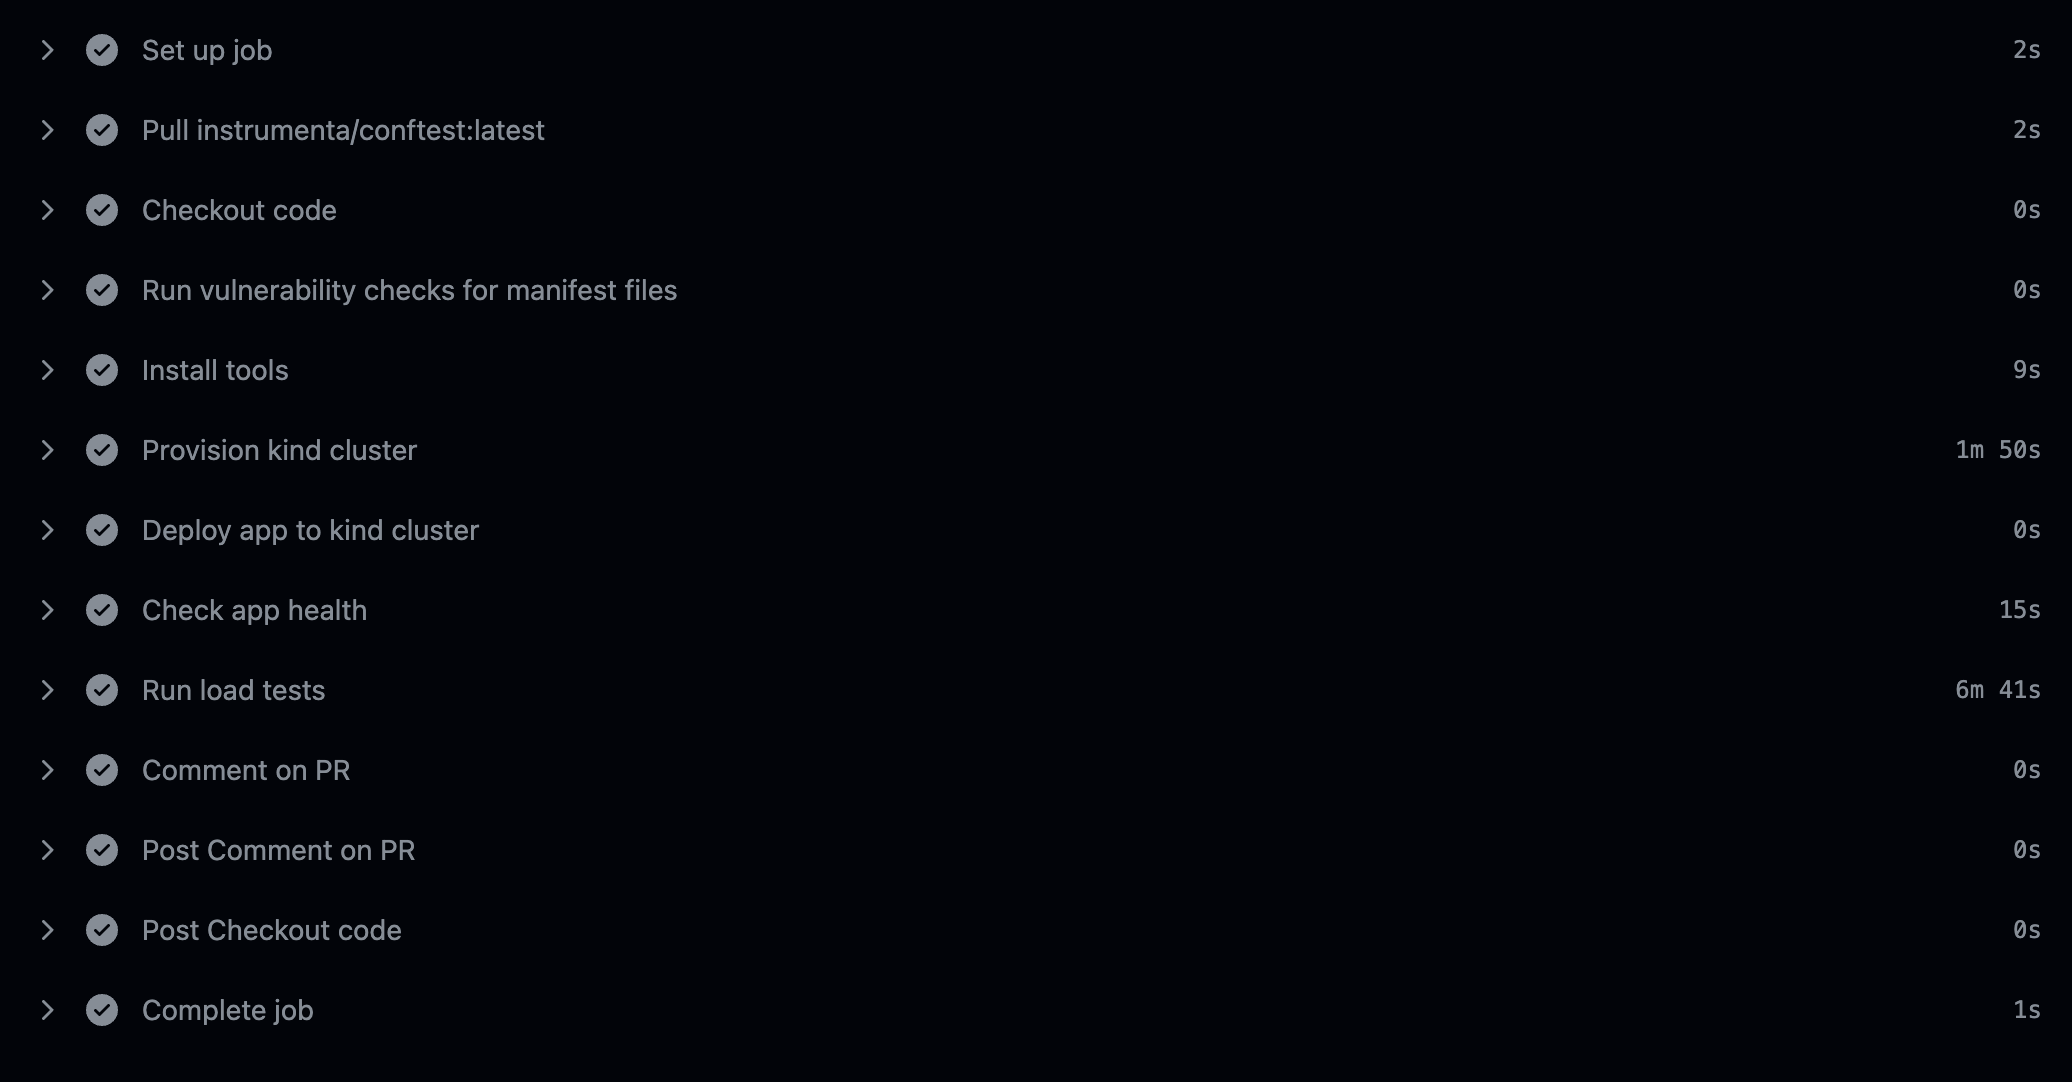 Set up job 2s
Pull instrumenta/conftest:latest 2s
Checkout code 0s
Run vulnerability checks for manifest files 0s
Install tools 9s
Provision kind cluster 1m 50s
Deploy app to kind cluster 0s
Check app health 15s
Run load tests 6m 41s
Comment on PR 0s
Post Comment on PR 0s
Post Checkout code 0s
Complete job 1s